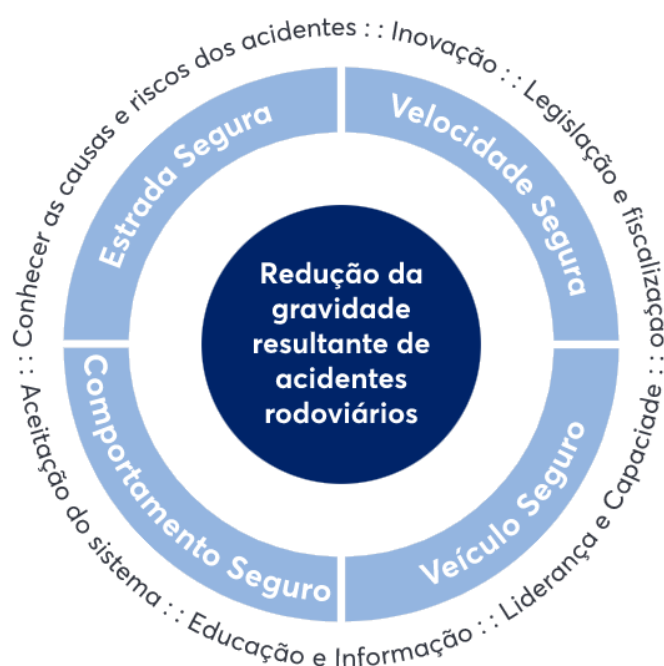 Conhecer as causas e riscos dos acidentes : : Inovação : : Legislação e fiscalização : : Liderança e Capaciade : : Educação e Informação : : Aceitação do sistema : :
Estrada Segura
Velocidade Segura
Redução da
gravidade
resultante de
acidentes
rodoviários
Comportamento Seguro
Veículo Seguro